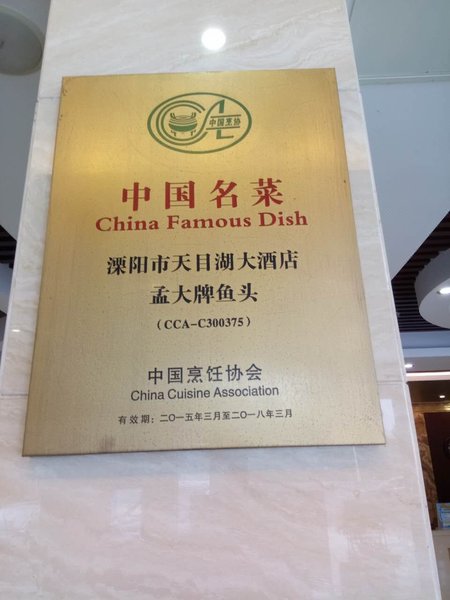 中国烹协
中国名菜
China Famous Dish
溧阳市天目湖大酒店
孟大牌鱼头
(CCA-C300375)
中国烹饪协会
China Cuisine Association
有效期：二〇一五年三月至二〇一八年三月